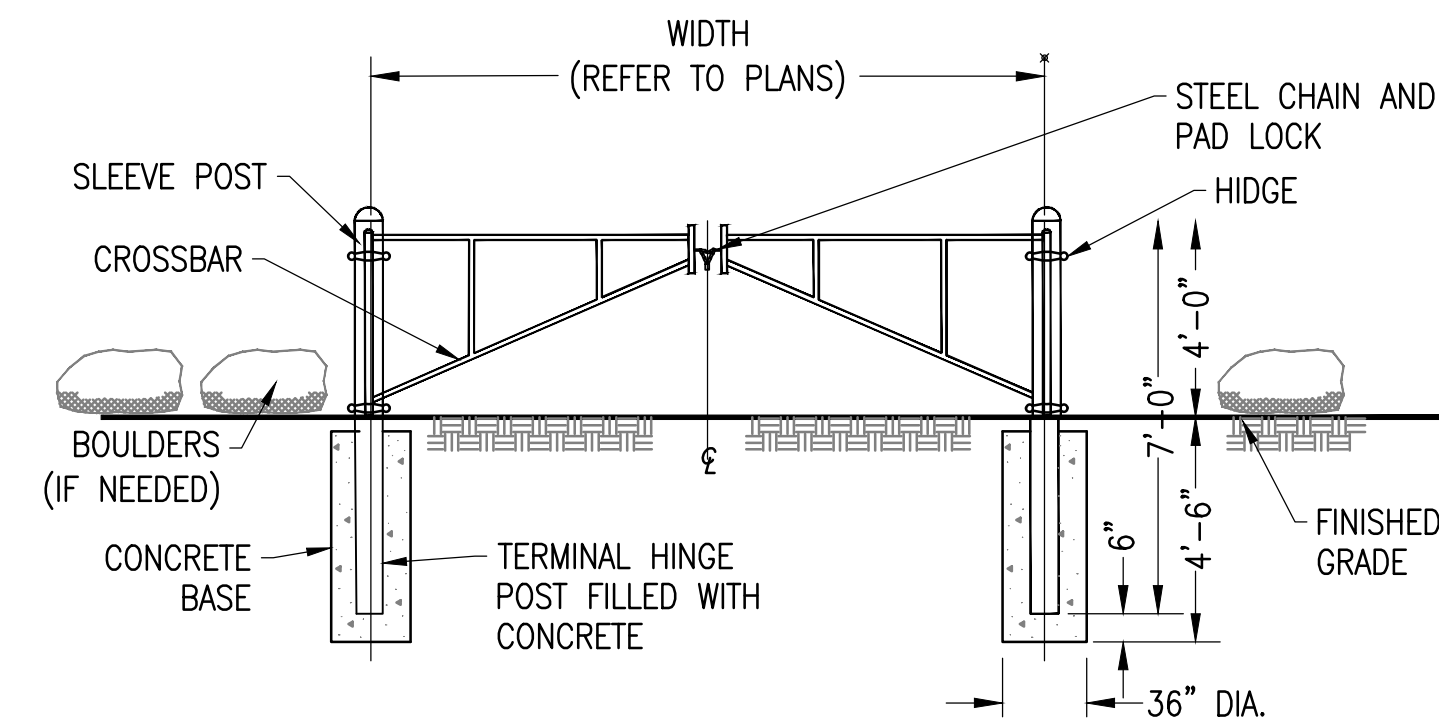 WIDTH
(REFER TO PLANS)
STEEL CHAIN AND
PAD LOCK
SLEEVE POST
HIDGE
CROSSBAR
4'-0"
7'-0"
BOULDERS
(IF NEEDED)
℄
4'-6"
6"
FINISHED
GRADE
CONCRETE
BASE
TERMINAL HINGE
POST FILLED WITH
CONCRETE
36" DIA.